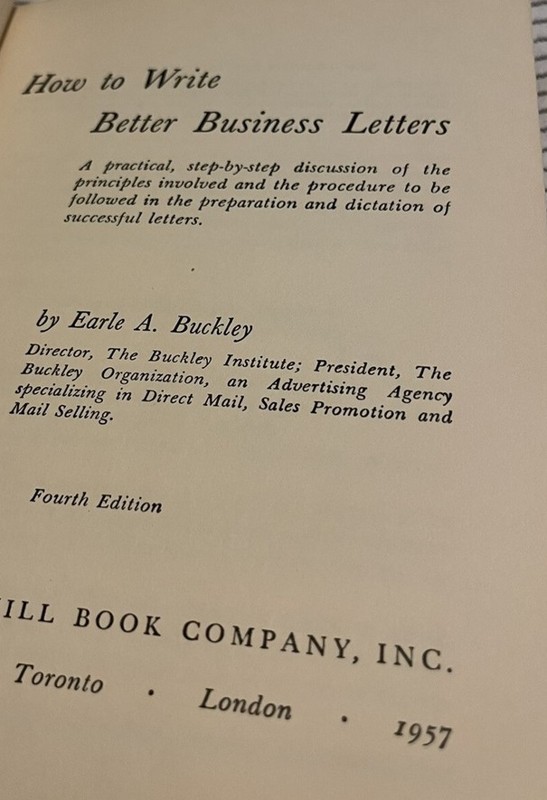 How to Write
Better Business Letters
A practical, step-by-step discussion of the
principles involved and the procedure to be
followed in the preparation and dictation of
successful letters.
by Earle A. Buckley
Director, The Buckley Institute; President, The
Buckley Organization, an Advertising Agency
specializing in Direct Mail, Sales Promotion and
Mail Selling.
Fourth Edition
ILL BOOK COMPANY, INC.
Toronto · London · 1957